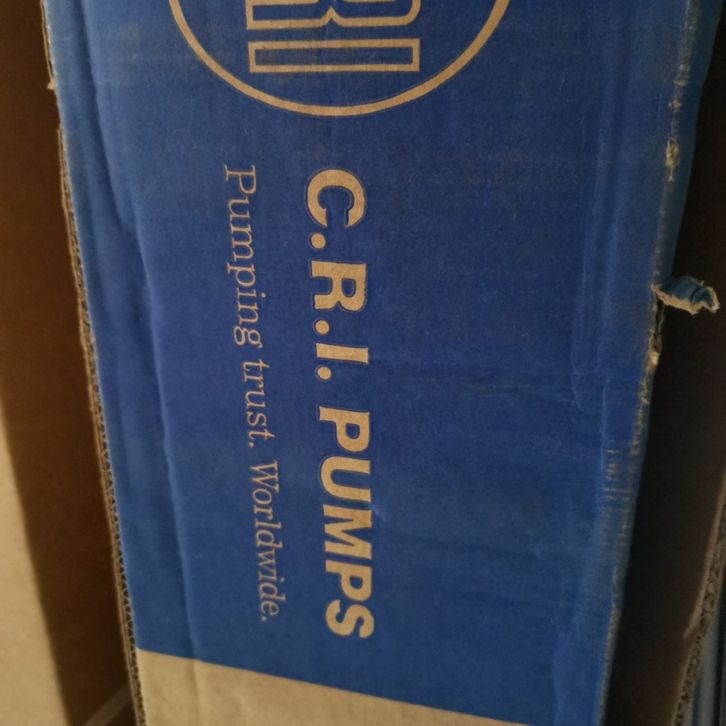 C.R.I. PUMPS
Pumping trust. Worldwide.